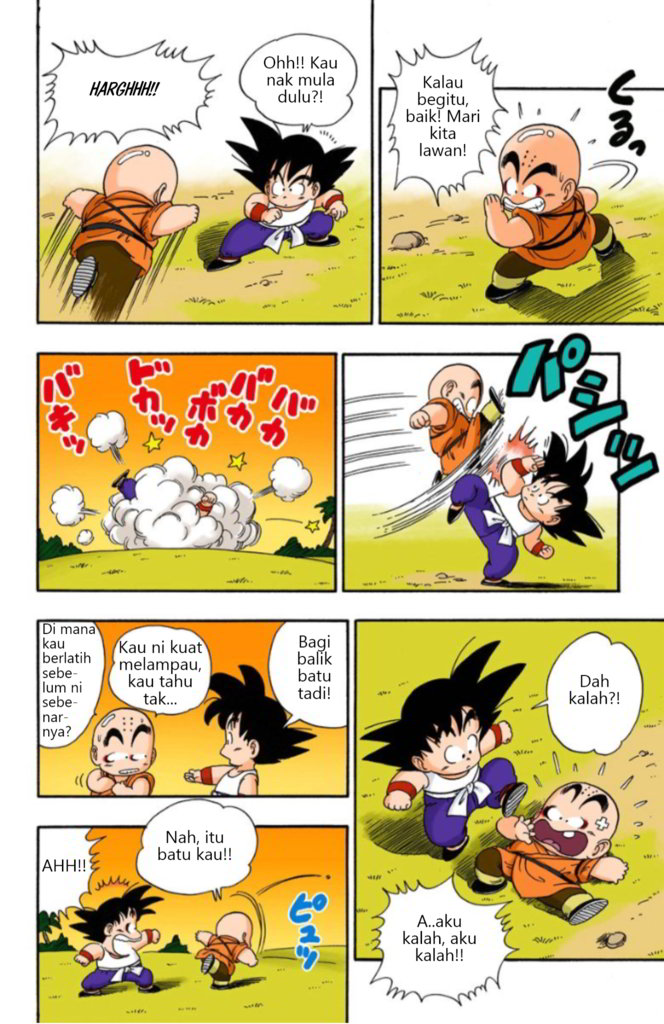 Kalau
begitu,
baik! Mari
kita
lawan!
くるっ
Ohh!! Kau
nak mula
dulu?!
HARGHHH!!
パシッッ
バカ
バカ
ボカ
ドカッ
バキッ
Dah
kalah?!
A..aku
kalah, aku
kalah!!
Bagi
balik
batu
tadi!
Kau ni kuat
melampau,
kau tahu
tak...
Di mana
kau
berlatih
sebe-
lum ni
sebe-
nar-
nya?
Nah, itu
batu kau!!
ピュッ
AHH!!